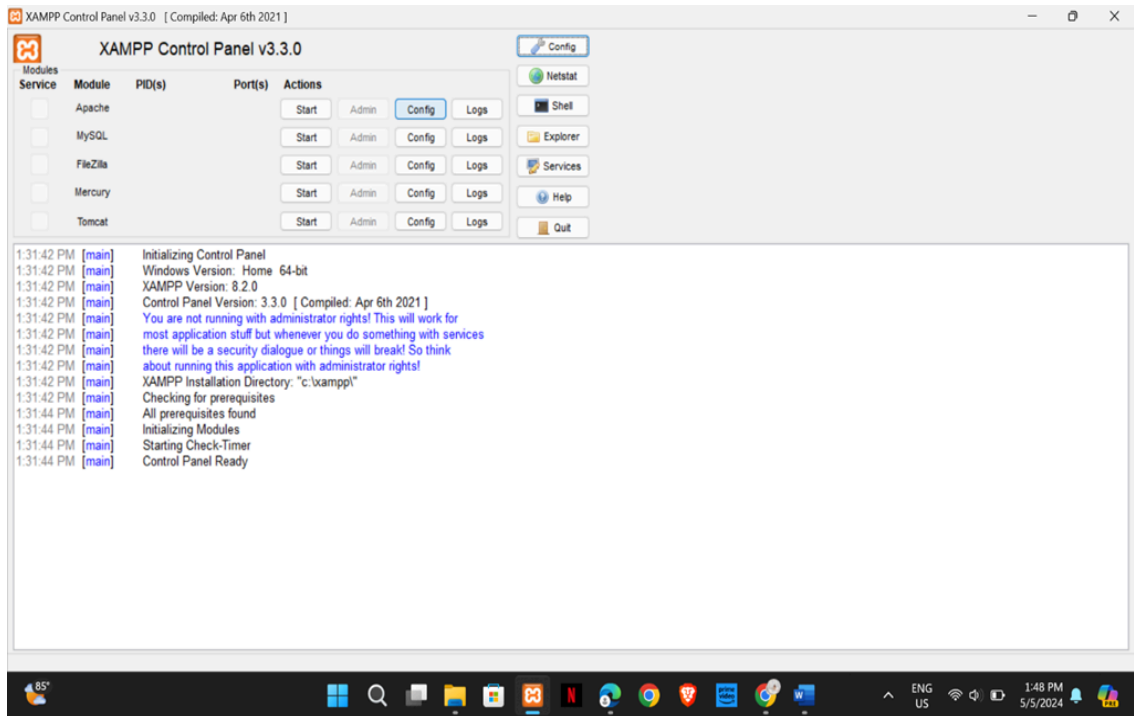 XAMPP Control Panel v3.3.0 [ Compiled: Apr 6th 2021 ]
XAMPP Control Panel v3.3.0
Config
Netstat
Shell
Explorer
Services
Help
Quit
Modules
Service Module PID(s) Port(s) Actions
Apache Start Admin Config Logs
MySQL Start Admin Config Logs
FileZilla Start Admin Config Logs
Mercury Start Admin Config Logs
Tomcat Start Admin Config Logs
1:31:42 PM [main] Initializing Control Panel
1:31:42 PM [main] Windows Version: Home 64-bit
1:31:42 PM [main] XAMPP Version: 8.2.0
1:31:42 PM [main] Control Panel Version: 3.3.0 [ Compiled: Apr 6th 2021 ]
1:31:42 PM [main] You are not running with administrator rights! This will work for
1:31:42 PM [main] most application stuff but whenever you do something with services
1:31:42 PM [main] there will be a security dialogue or things will break! So think
1:31:42 PM [main] about running this application with administrator rights!
1:31:42 PM [main] XAMPP Installation Directory: "c:\xampp\"
1:31:42 PM [main] Checking for prerequisites
1:31:44 PM [main] All prerequisites found
1:31:44 PM [main] Initializing Modules
1:31:44 PM [main] Starting Check-Timer
1:31:44 PM [main] Control Panel Ready
85°
N
prime video
W
ENG
US
1:48 PM
5/5/2024
PRE